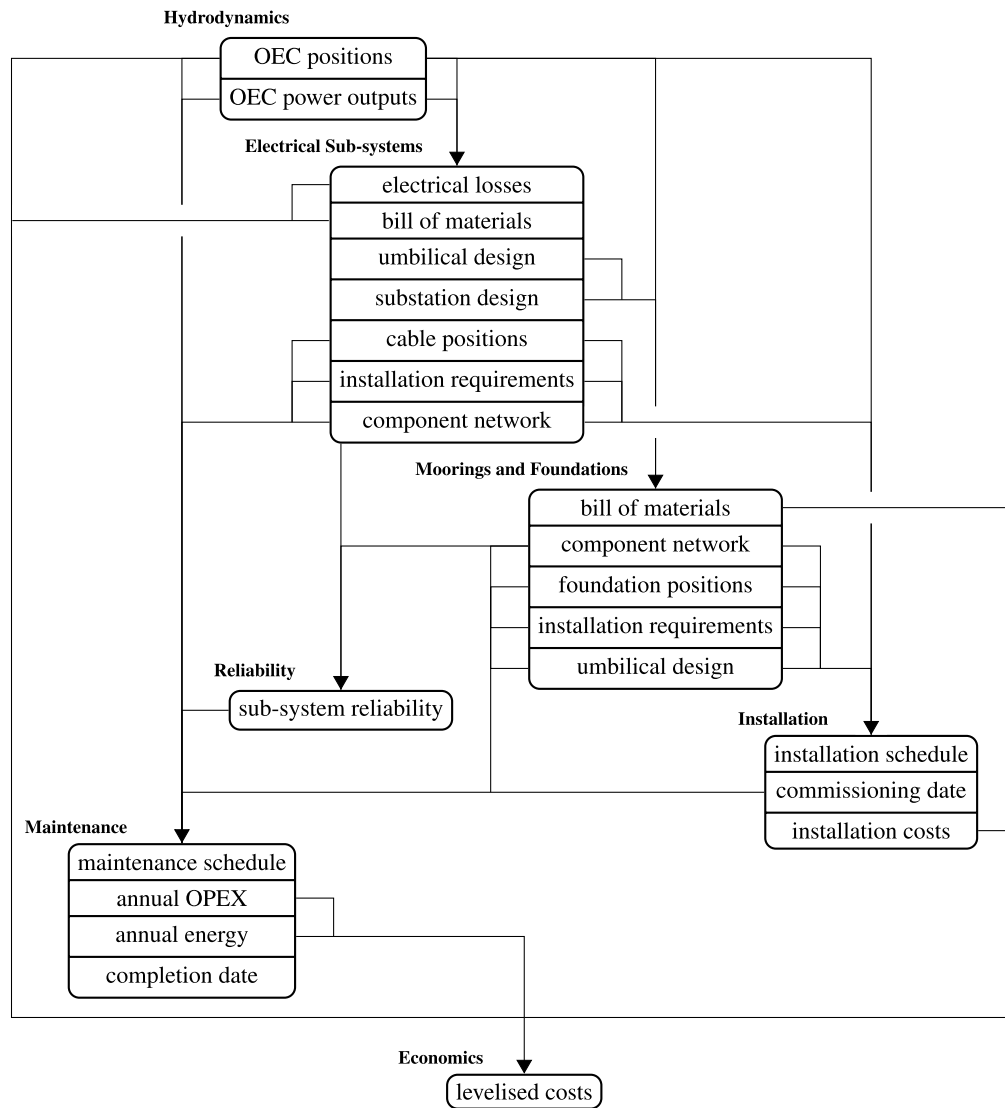 Hydrodynamics
OEC positions
OEC power outputs
Electrical Sub-systems
electrical losses
bill of materials
umbilical design
substation design
cable positions
installation requirements
component network
Moorings and Foundations
bill of materials
component network
foundation positions
installation requirements
umbilical design
Reliability
sub-system reliability
Installation
installation schedule
commissioning date
installation costs
Maintenance
maintenance schedule
annual OPEX
annual energy
completion date
Economics
levelised costs